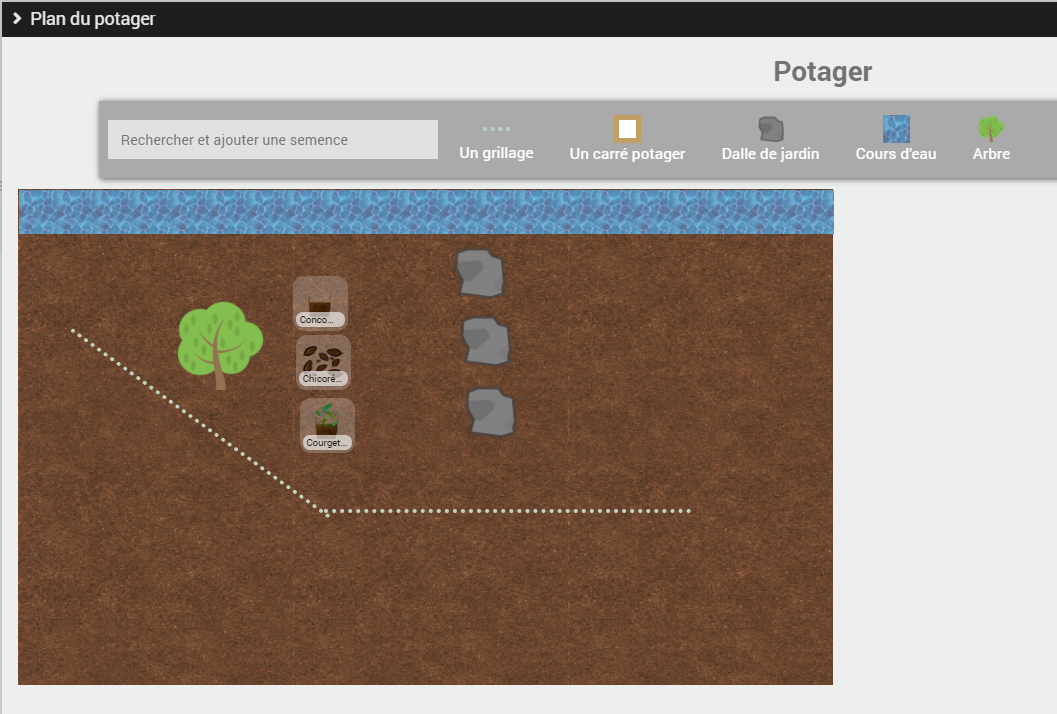 Plan du potager
Potager
Rechercher et ajouter une semence
Un grillage
Un carré potager
Dalle de jardin
Cours d'eau
Arbre
Conco...
Chicoré...
Courget...